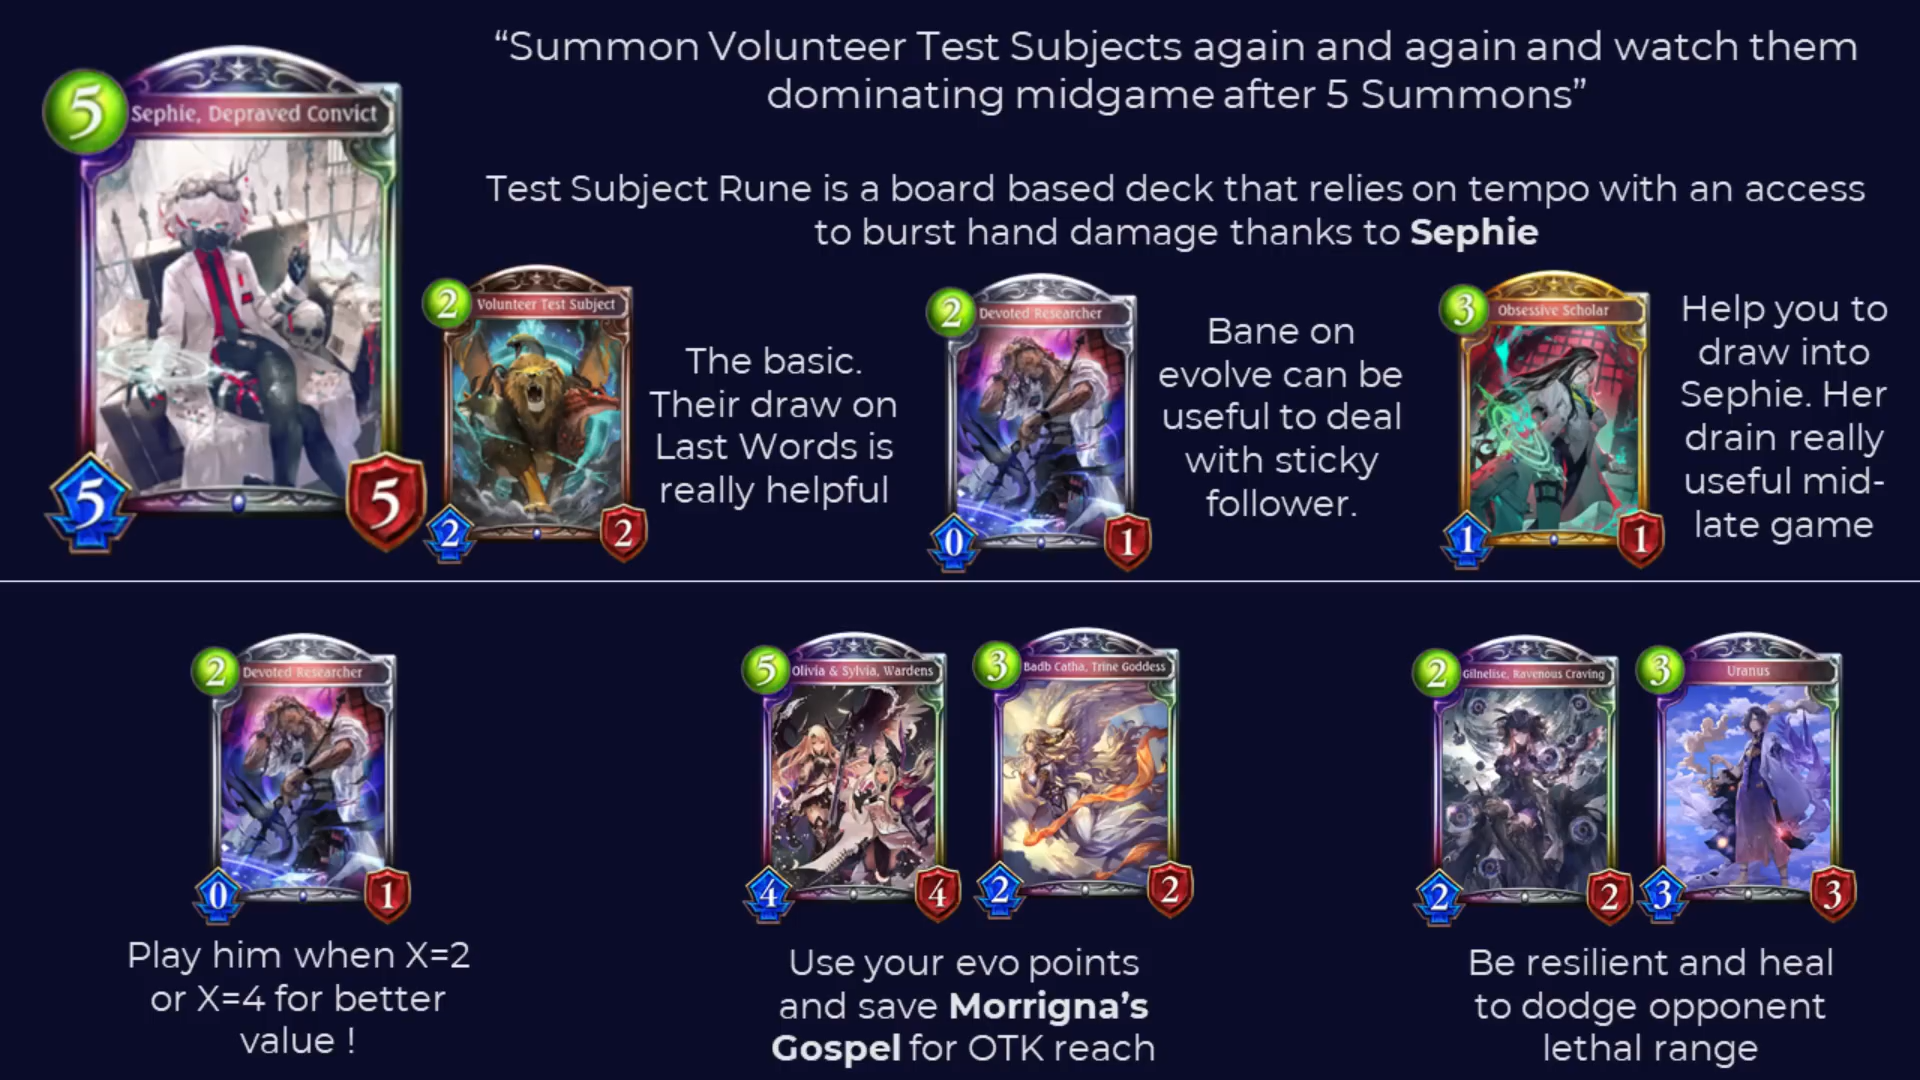 “Summon Volunteer Test Subjects again and again and watch them
dominating midgame after 5 Summons”
5
Sephie, Depraved Convict
5
5
Test Subject Rune is a board based deck that relies on tempo with an access
to burst hand damage thanks to Sephie
2
Volunteer Test Subject
2
2
The basic.
Their draw on
Last Words is
really helpful
2
Devoted Researcher
0
1
Bane on
evolve can be
useful to deal
with sticky
follower.
3
Obsessive Scholar
1
1
Help you to
draw into
Sephie. Her
drain really
useful mid-
late game
2
Devoted Researcher
0
1
Play him when X=2
or X=4 for better
value !
5
Olivia & Sylvia, Wardens
4
4
3
Badb Catha, Trine Goddess
2
2
Use your evo points
and save Morrigna’s
Gospel for OTK reach
2
Gilnelise, Ravenous Craving
2
2
3
Uranus
3
3
Be resilient and heal
to dodge opponent
lethal range